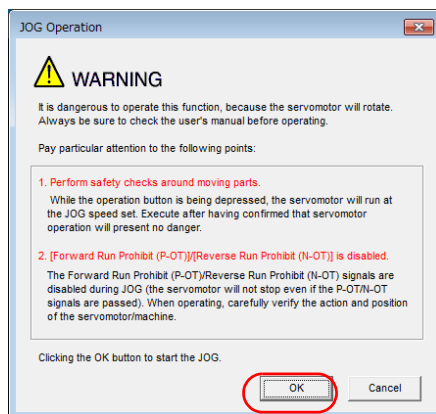 JOG Operation
WARNING
It is dangerous to operate this function, because the servomotor will rotate.
Always be sure to check the user's manual before operating.
Pay particular attention to the following points:
1. Perform safety checks around moving parts.
While the operation button is being depressed, the servomotor will run at
the JOG speed set. Execute after having confirmed that servomotor
operation will present no danger.
2. [Forward Run Prohibit (P-OT)]/[Reverse Run Prohibit (N-OT)] is disabled.
The Forward Run Prohibit (P-OT)/Reverse Run Prohibit (N-OT) signals are
disabled during JOG (the servomotor will not stop even if the P-OT/N-OT
signals are passed). When operating, carefully verify the action and position
of the servomotor/machine.
Clicking the OK button to start the JOG.
OK
Cancel